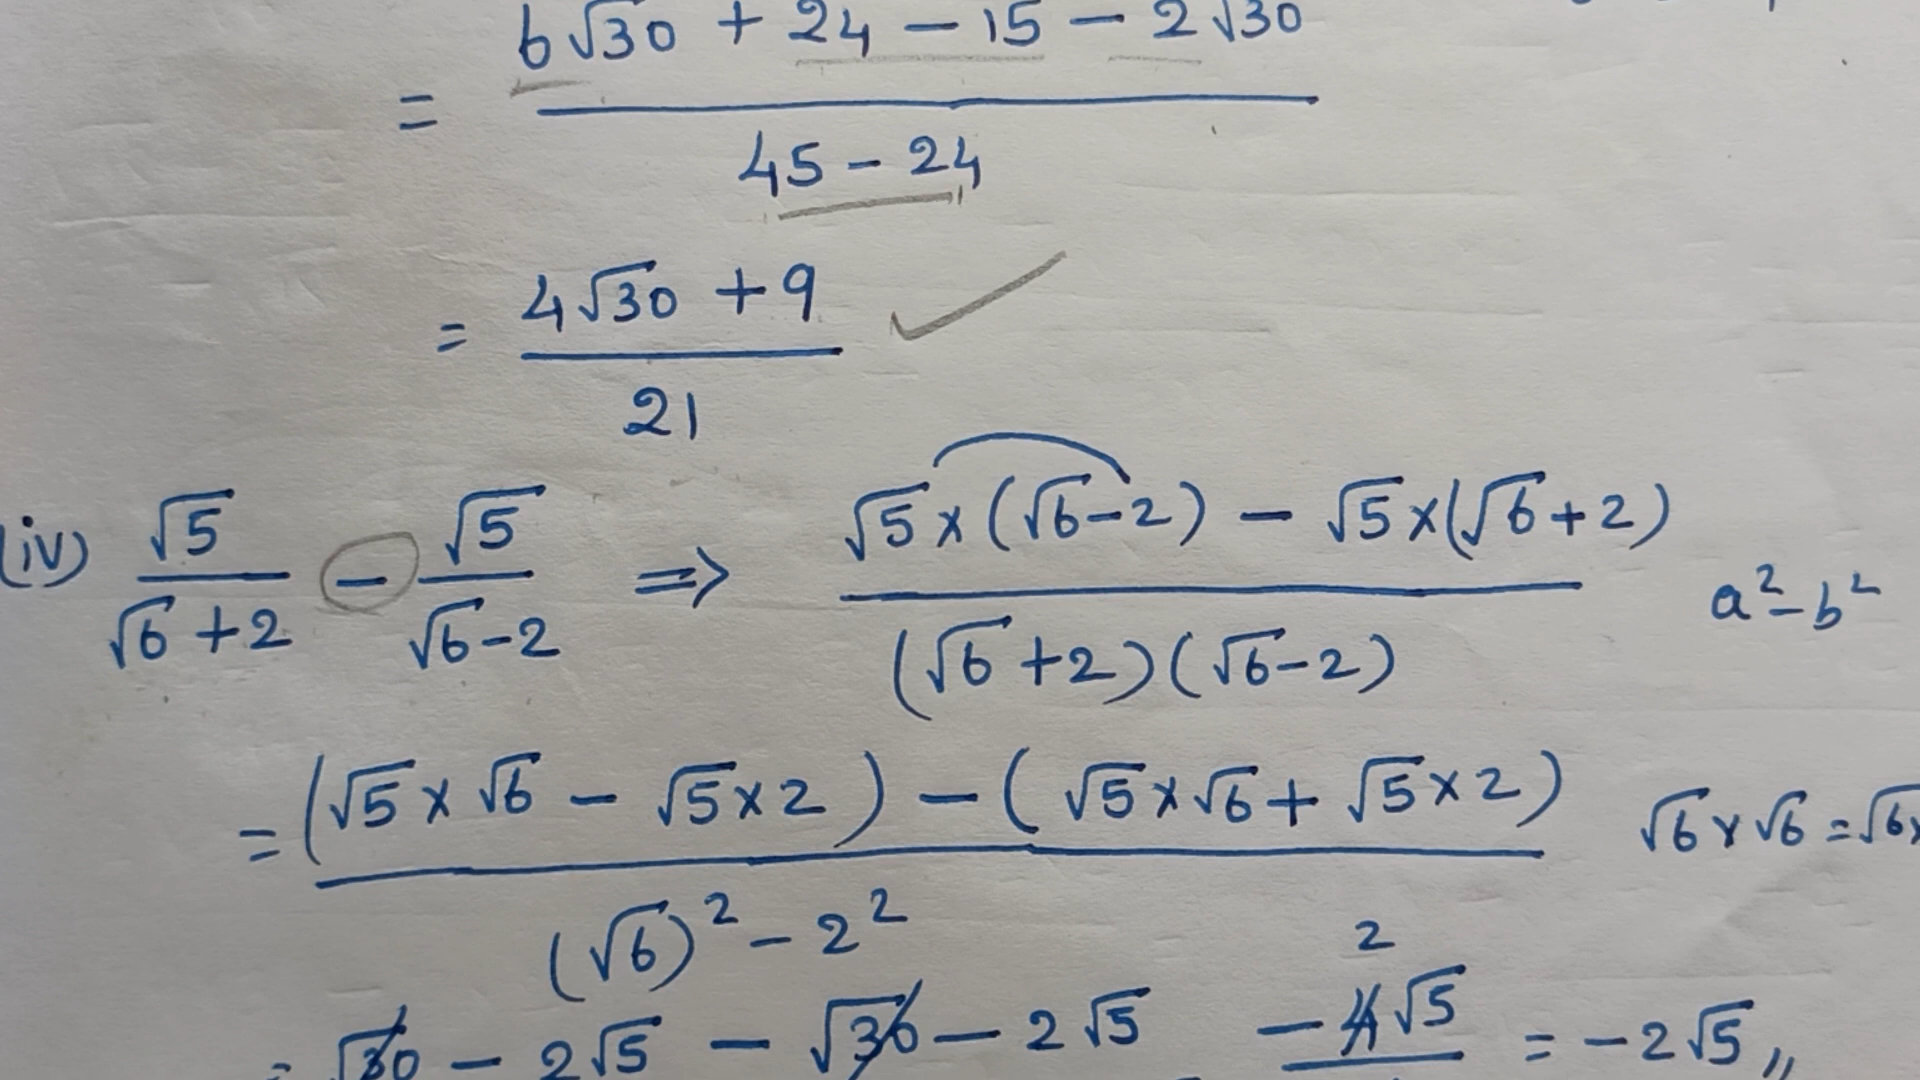 6√30 + 24 − 15 − 2√30
=
45 − 24
= 4√30 + 9
21
(iv) √5/(√6 + 2) − √5/(√6 − 2) ⇒ √5 × (√6 − 2) − √5 × (√6 + 2)
(√6 + 2)(√6 − 2) a² − b²
= (√5 × √6 − √5 × 2) − (√5 × √6 + √5 × 2) √6 × √6 = √6×
(√6)² − 2²
= √30 − 2√5 − √30 − 2√5 − 4√5 2 = −2√5 ,,